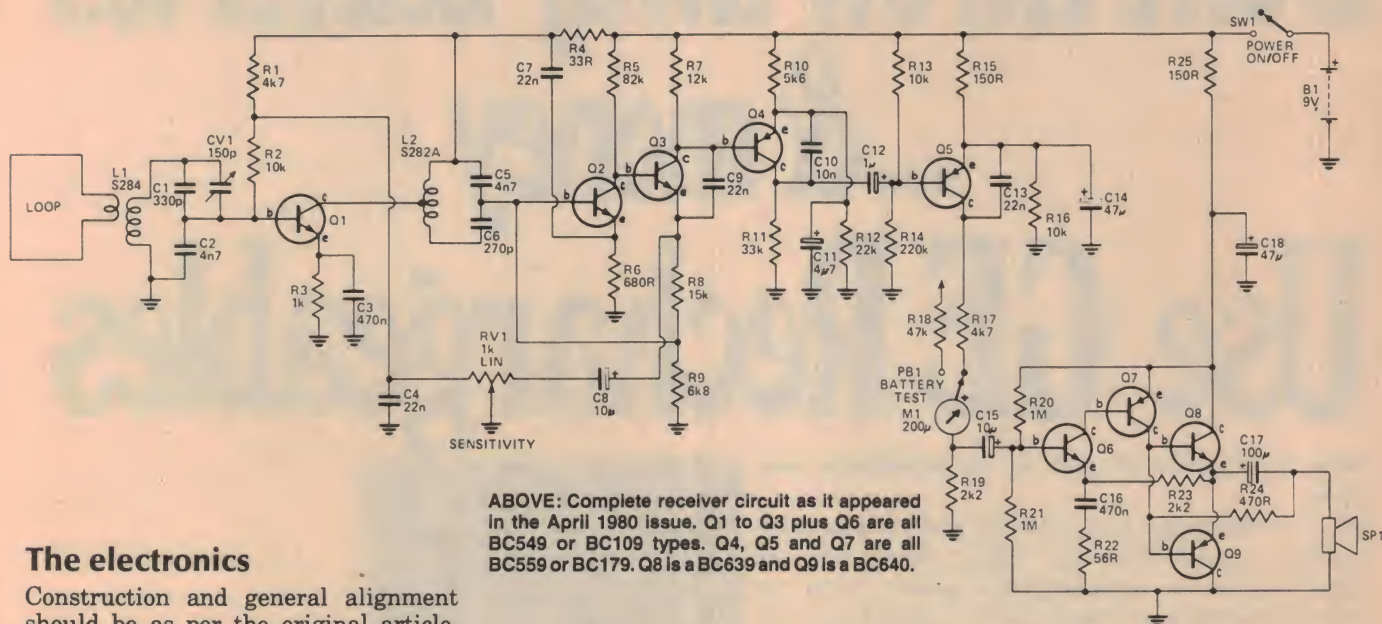 SW1
POWER
ON/OFF
B1
9V
R1
4k7
R2
10k
CV1
150p
L1
S284
C1
330p
LOOP
C2
4n7
b
c
e
Q1
R3
1k
C3
470n
L2
S282A
C7
22n
R4
33R
R5
82k
R7
12k
C5
4n7
C6
270p
Q2
b
c
e
Q3
b
c
e
C9
22n
R6
680R
R8
15k
R9
6k8
RV1
1k
LIN
C8
10µ
+
C4
22n
SENSITIVITY
R10
5k6
Q4
b
e
c
C10
10n
C12
1µ
+
R11
33k
C11
4µ7
R12
22k
R14
220k
R13
10k
R15
150R
Q5
b
e
c
C13
22n
R16
10k
C14
47µ
R18
47k
R17
4k7
PB1
BATTERY
TEST
M1
200µ
C15
10µ
R19
2k2
R20
1M
R21
1M
Q6
b
c
e
C16
470n
R22
56R
Q7
b
e
c
Q8
b
c
e
R23
2k2
C17
100µ
R24
470R
Q9
b
e
c
SP1
R25
150R
C18
47µ
ABOVE: Complete receiver circuit as it appeared
in the April 1980 issue. Q1 to Q3 plus Q6 are all
BC549 or BC109 types. Q4, Q5 and Q7 are all
BC559 or BC179. Q8 is a BC639 and Q9 is a BC640.
The electronics
Construction and general alignment
should be as per the original article.